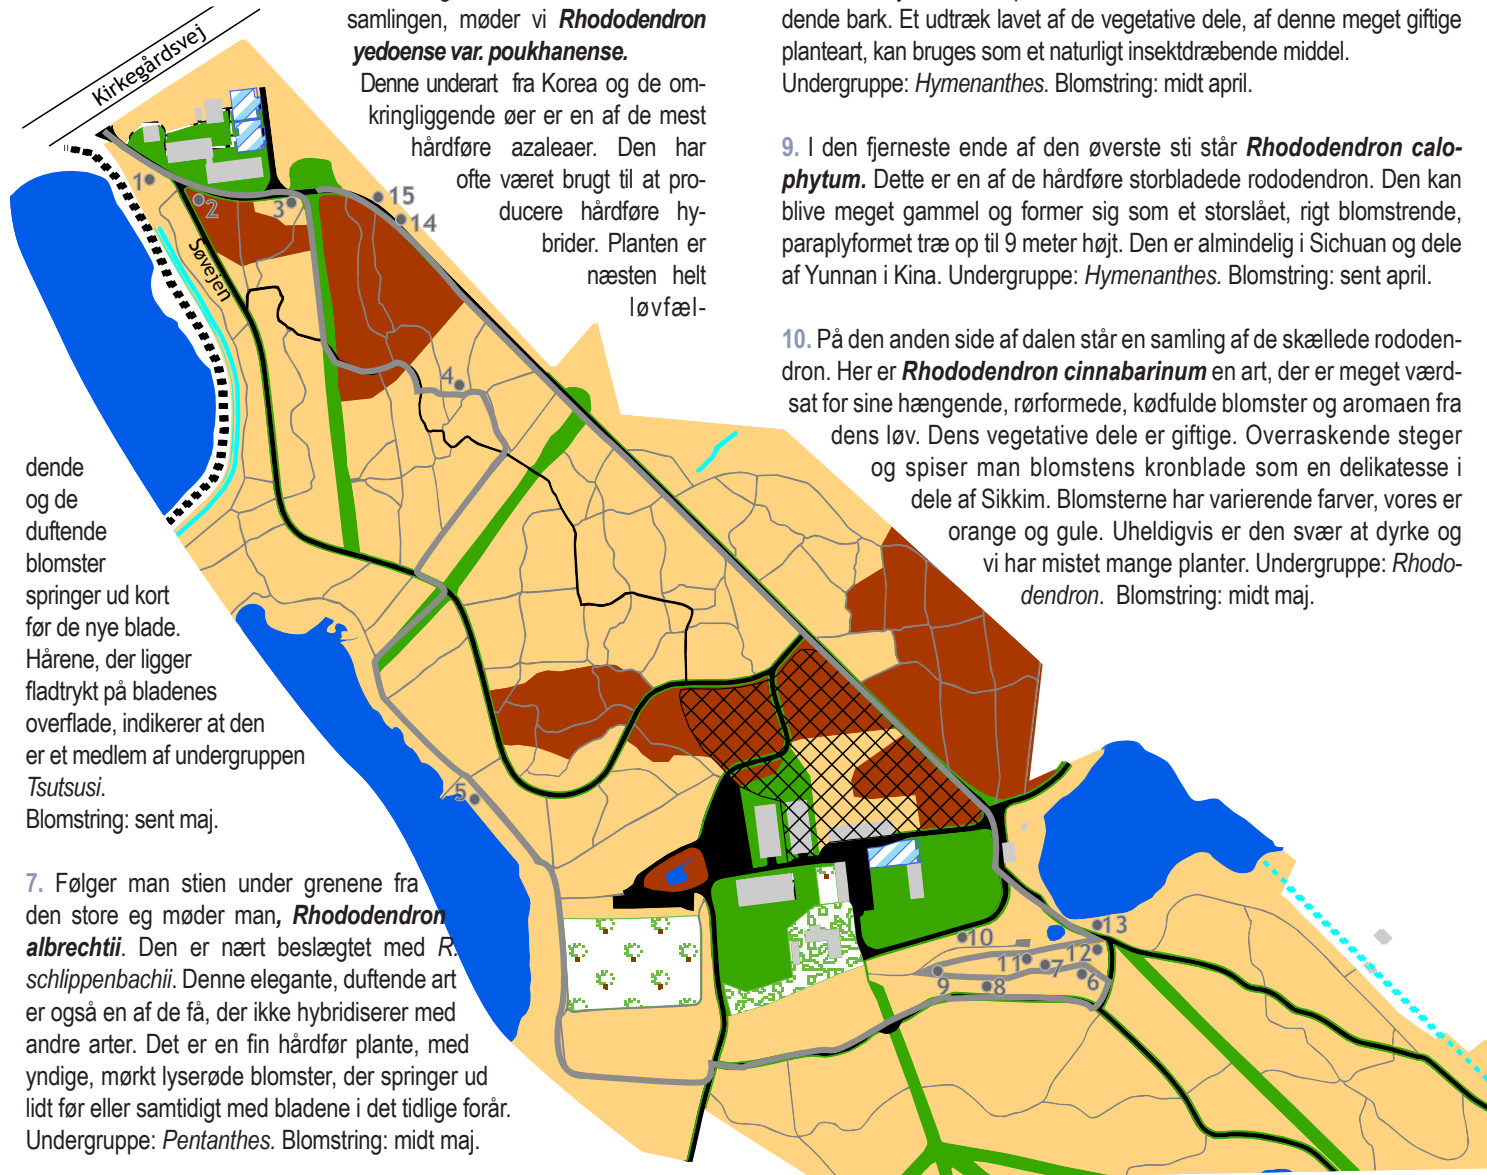 samlingen, møder vi Rhododendron
yedoense var. poukhanense.
Denne underart fra Korea og de om-
kringliggende øer er en af de mest
hårdføre azaleaer. Den har
ofte været brugt til at pro-
ducere hårdføre hy-
brider. Planten er
næsten helt
løvfæl-
dende
og de
duftende
blomster
springer ud kort
før de nye blade.
Hårene, der ligger
fladtrykt på bladenes
overflade, indikerer at den
er et medlem af undergruppen
Tsutsusi.
Blomstring: sent maj.
7. Følger man stien under grenene fra
den store eg møder man, Rhododendron
albrechtii. Den er nært beslægtet med R.
schlippenbachii. Denne elegante, duftende art
er også en af de få, der ikke hybridiserer med
andre arter. Det er en fin hårdfør plante, med
yndige, mørkt lyserøde blomster, der springer ud
lidt før eller samtidigt med bladene i det tidlige forår.
Undergruppe: Pentanthes. Blomstring: midt maj.
dende bark. Et udtræk lavet af de vegetative dele, af denne meget giftige
planteart, kan bruges som et naturligt insektdræbende middel.
Undergruppe: Hymenanthes. Blomstring: midt april.
9. I den fjerneste ende af den øverste sti står Rhododendron calo-
phytum. Dette er en af de hårdføre storbladede rododendron. Den kan
blive meget gammel og former sig som et storslået, rigt blomstrende,
paraplyformet træ op til 9 meter højt. Den er almindelig i Sichuan og dele
af Yunnan i Kina. Undergruppe: Hymenanthes. Blomstring: sent april.
10. På den anden side af dalen står en samling af de skællede rododen-
dron. Her er Rhododendron cinnabarinum en art, der er meget værd-
sat for sine hængende, rørformede, kødfulde blomster og aromaen fra
dens løv. Dens vegetative dele er giftige. Overraskende steger
og spiser man blomstens kronblade som en delikatesse i
dele af Sikkim. Blomsterne har varierende farver, vores er
orange og gule. Uheldigvis er den svær at dyrke og
vi har mistet mange planter. Undergruppe: Rhodo-
dendron. Blomstring: midt maj.
Kirkegårdsvej
Søvejen
1
2
3
15
14
4
5
13
10
12
11
7
6
9
8